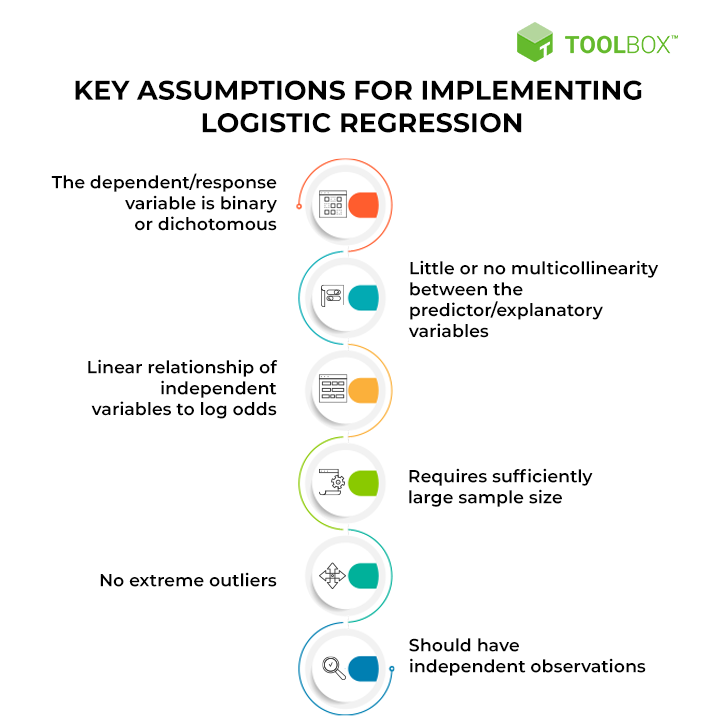 TOOLBOX™
KEY ASSUMPTIONS FOR IMPLEMENTING
LOGISTIC REGRESSION
The dependent/response
variable is binary
or dichotomous
Little or no multicollinearity
between the
predictor/explanatory
variables
Linear relationship of
independent
variables to log odds
Requires sufficiently
large sample size
No extreme outliers
Should have
independent observations